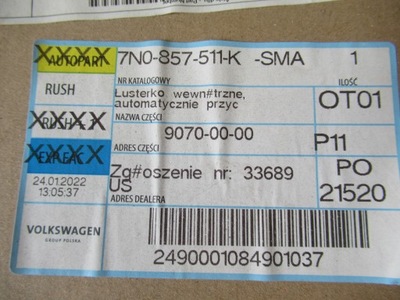 XXXX
AUTOPART
7N0-857-511-K -SMA 1
NR KATALOGOWY
ILOŚĆ
RUSH
Lusterko wewn#trzne,
automatycznie przyc
OT01
NAZWA CZĘŚCI
XXXX
9070-00-00
P11
ADRES CZĘŚCI
XXXX
Zg#oszenie nr: 33689
PO
US
21520
24.01.2022
13:05:37
ADRES DEALERA
VOLKSWAGEN
GROUP POLSKA
2490001084901037